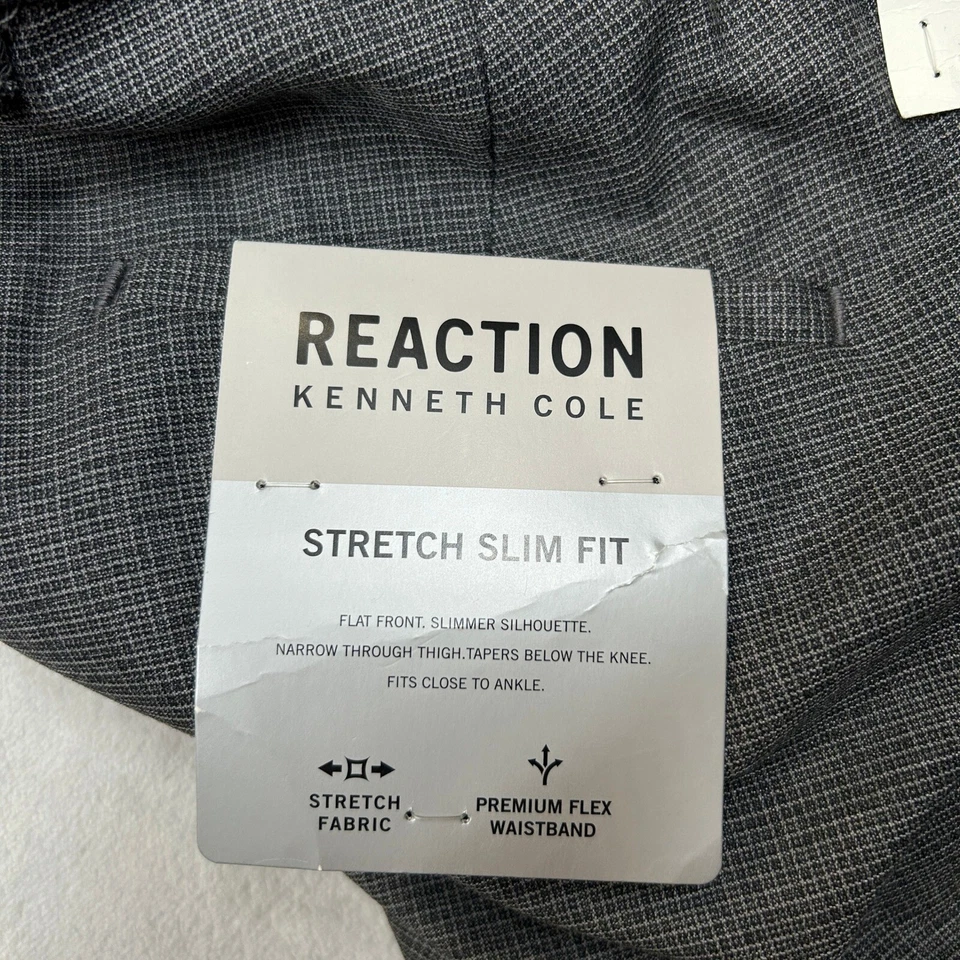 REACTION
KENNETH COLE
STRETCH SLIM FIT
FLAT FRONT. SLIMMER SILHOUETTE.
NARROW THROUGH THIGH.TAPERS BELOW THE KNEE.
FITS CLOSE TO ANKLE.
STRETCH
FABRIC
PREMIUM FLEX
WAISTBAND